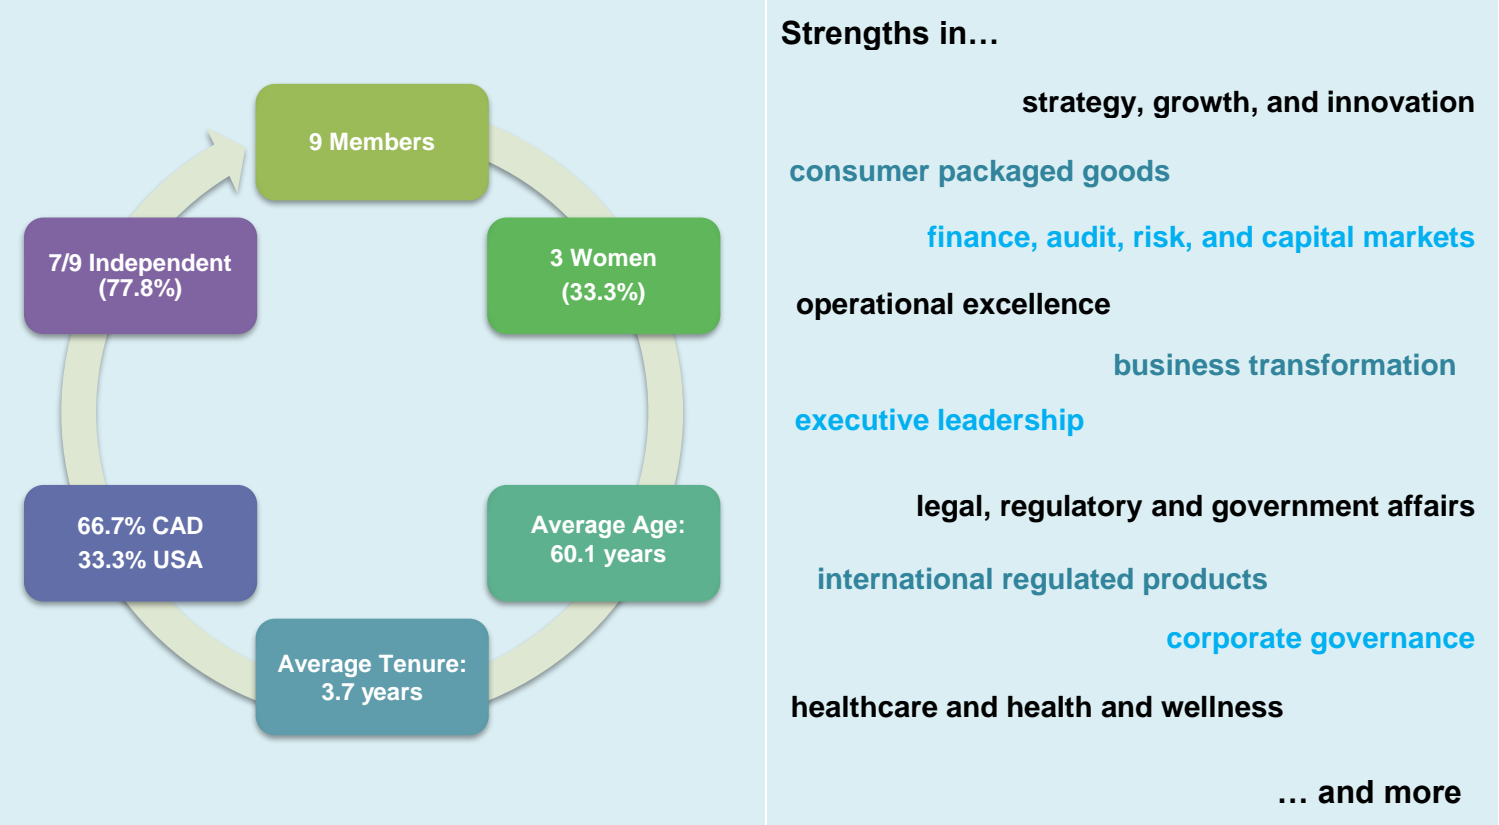 9 Members
3 Women
(33.3%)
Average Age:
60.1 years
Average Tenure:
3.7 years
66.7% CAD
33.3% USA
7/9 Independent
(77.8%)
Strengths in…
strategy, growth, and innovation
consumer packaged goods
finance, audit, risk, and capital markets
operational excellence
business transformation
executive leadership
legal, regulatory and government affairs
international regulated products
corporate governance
healthcare and health and wellness
… and more